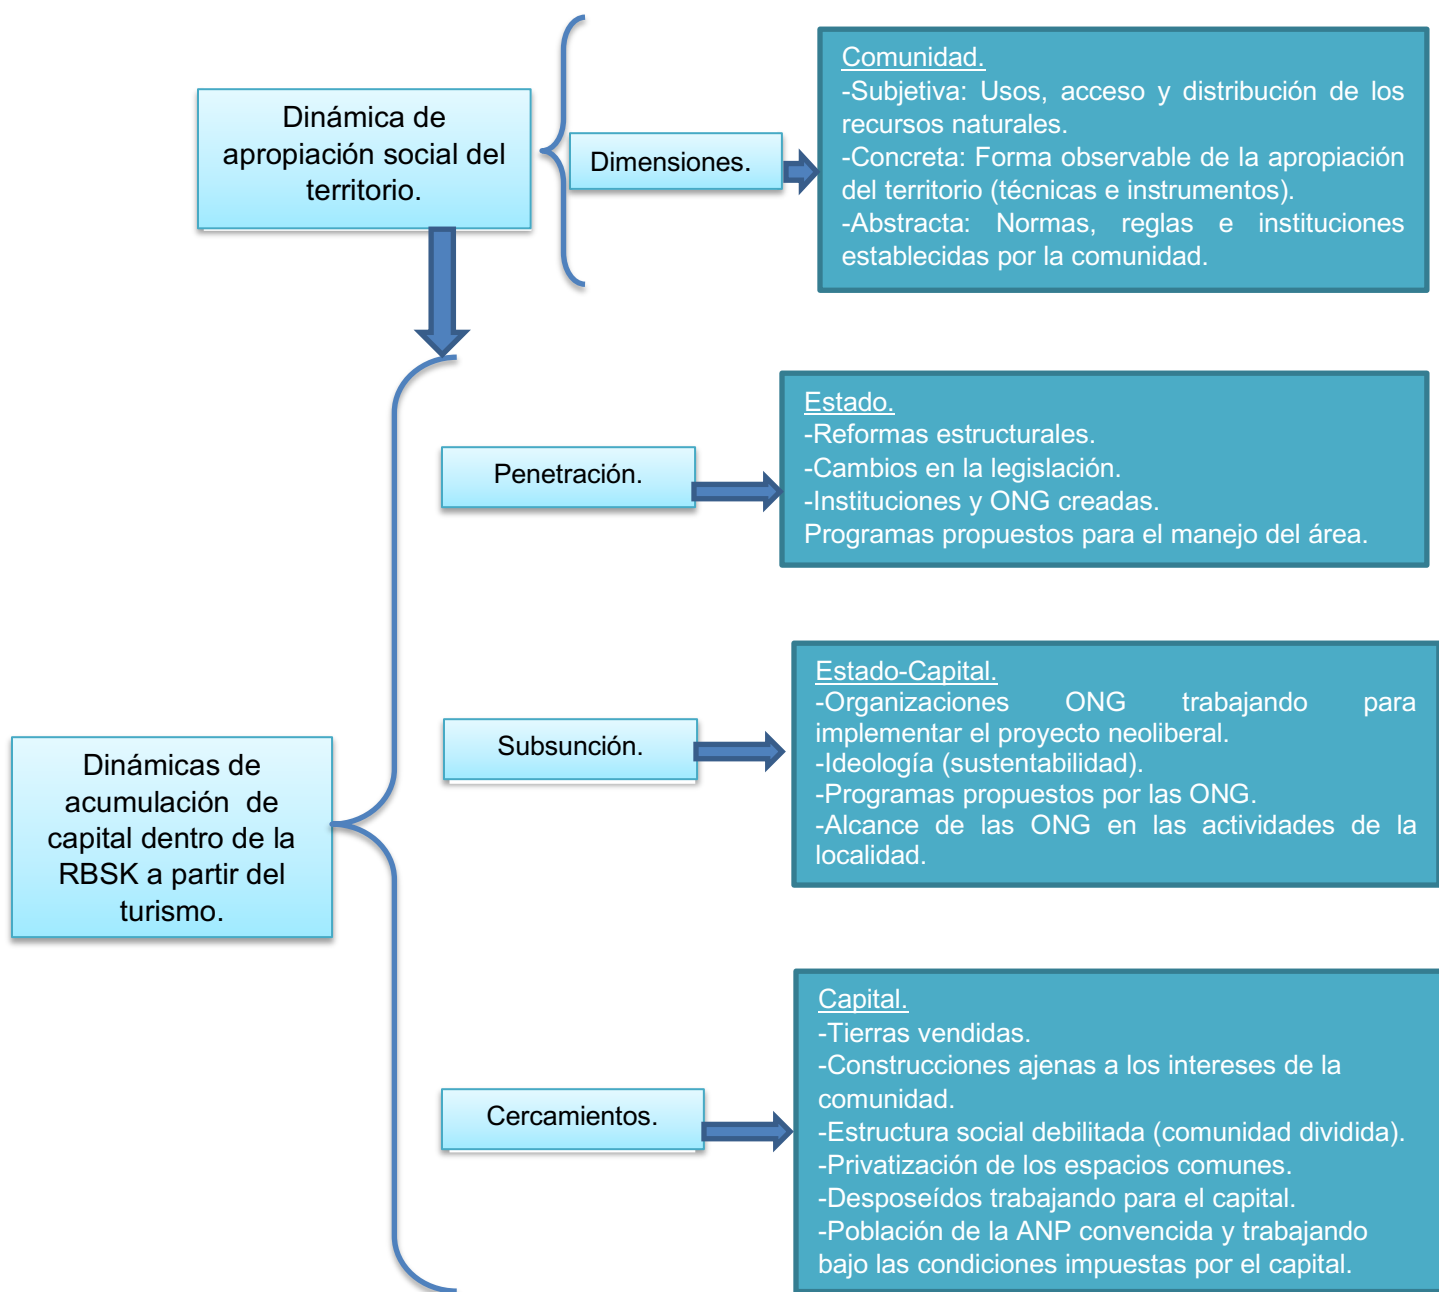 Dinámica de
apropiación social del
territorio.
Dimensiones.
Comunidad.
-Subjetiva: Usos, acceso y distribución de los
recursos naturales.
-Concreta: Forma observable de la apropiación
del territorio (técnicas e instrumentos).
-Abstracta: Normas, reglas e instituciones
establecidas por la comunidad.
Penetración.
Estado.
-Reformas estructurales.
-Cambios en la legislación.
-Instituciones y ONG creadas.
Programas propuestos para el manejo del área.
Dinámicas de
acumulación de
capital dentro de la
RBSK a partir del
turismo.
Subsunción.
Estado-Capital.
-Organizaciones ONG trabajando para
implementar el proyecto neoliberal.
-Ideología (sustentabilidad).
-Programas propuestos por las ONG.
-Alcance de las ONG en las actividades de la
localidad.
Cercamientos.
Capital.
-Tierras vendidas.
-Construcciones ajenas a los intereses de la
comunidad.
-Estructura social debilitada (comunidad dividida).
-Privatización de los espacios comunes.
-Desposeídos trabajando para el capital.
-Población de la ANP convencida y trabajando
bajo las condiciones impuestas por el capital.